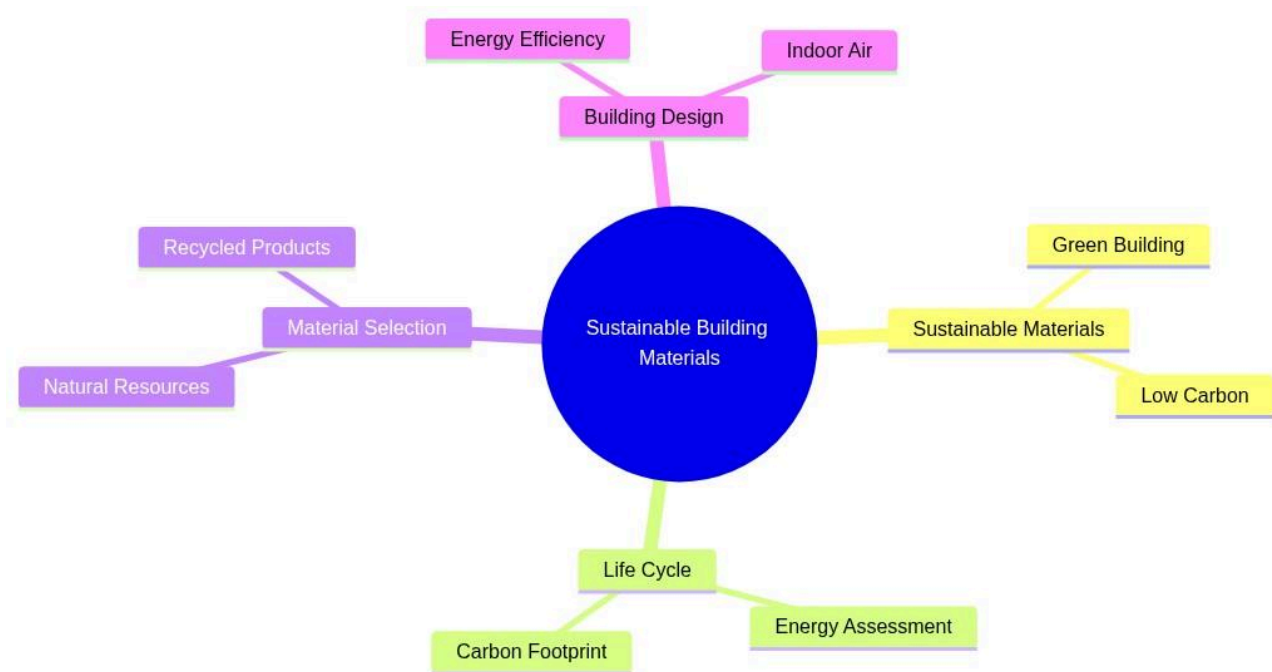 Energy Efficiency
Indoor Air
Building Design
Recycled Products
Green Building
Material Selection
Sustainable Building
Materials
Sustainable Materials
Natural Resources
Low Carbon
Life Cycle
Energy Assessment
Carbon Footprint